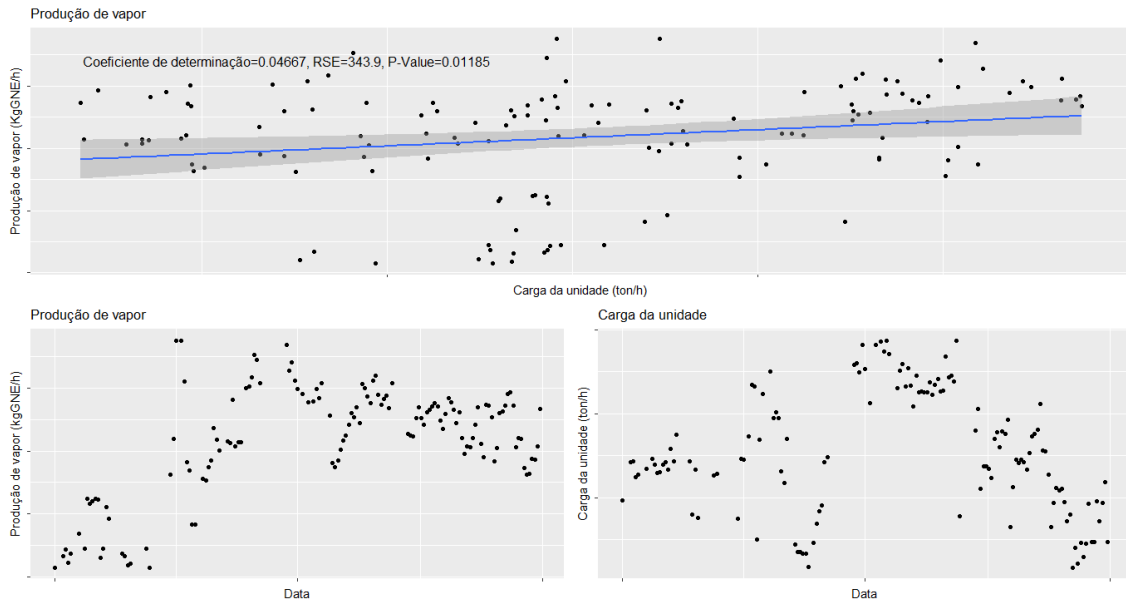 Produção de vapor
Coeficiente de determinação=0.04667, RSE=343.9, P-Value=0.01185
Produção de vapor (KgGNE/h)
Carga da unidade (ton/h)
Produção de vapor
Produção de vapor (kgGNE/h)
Data
Carga da unidade
Carga da unidade (ton/h)
Data